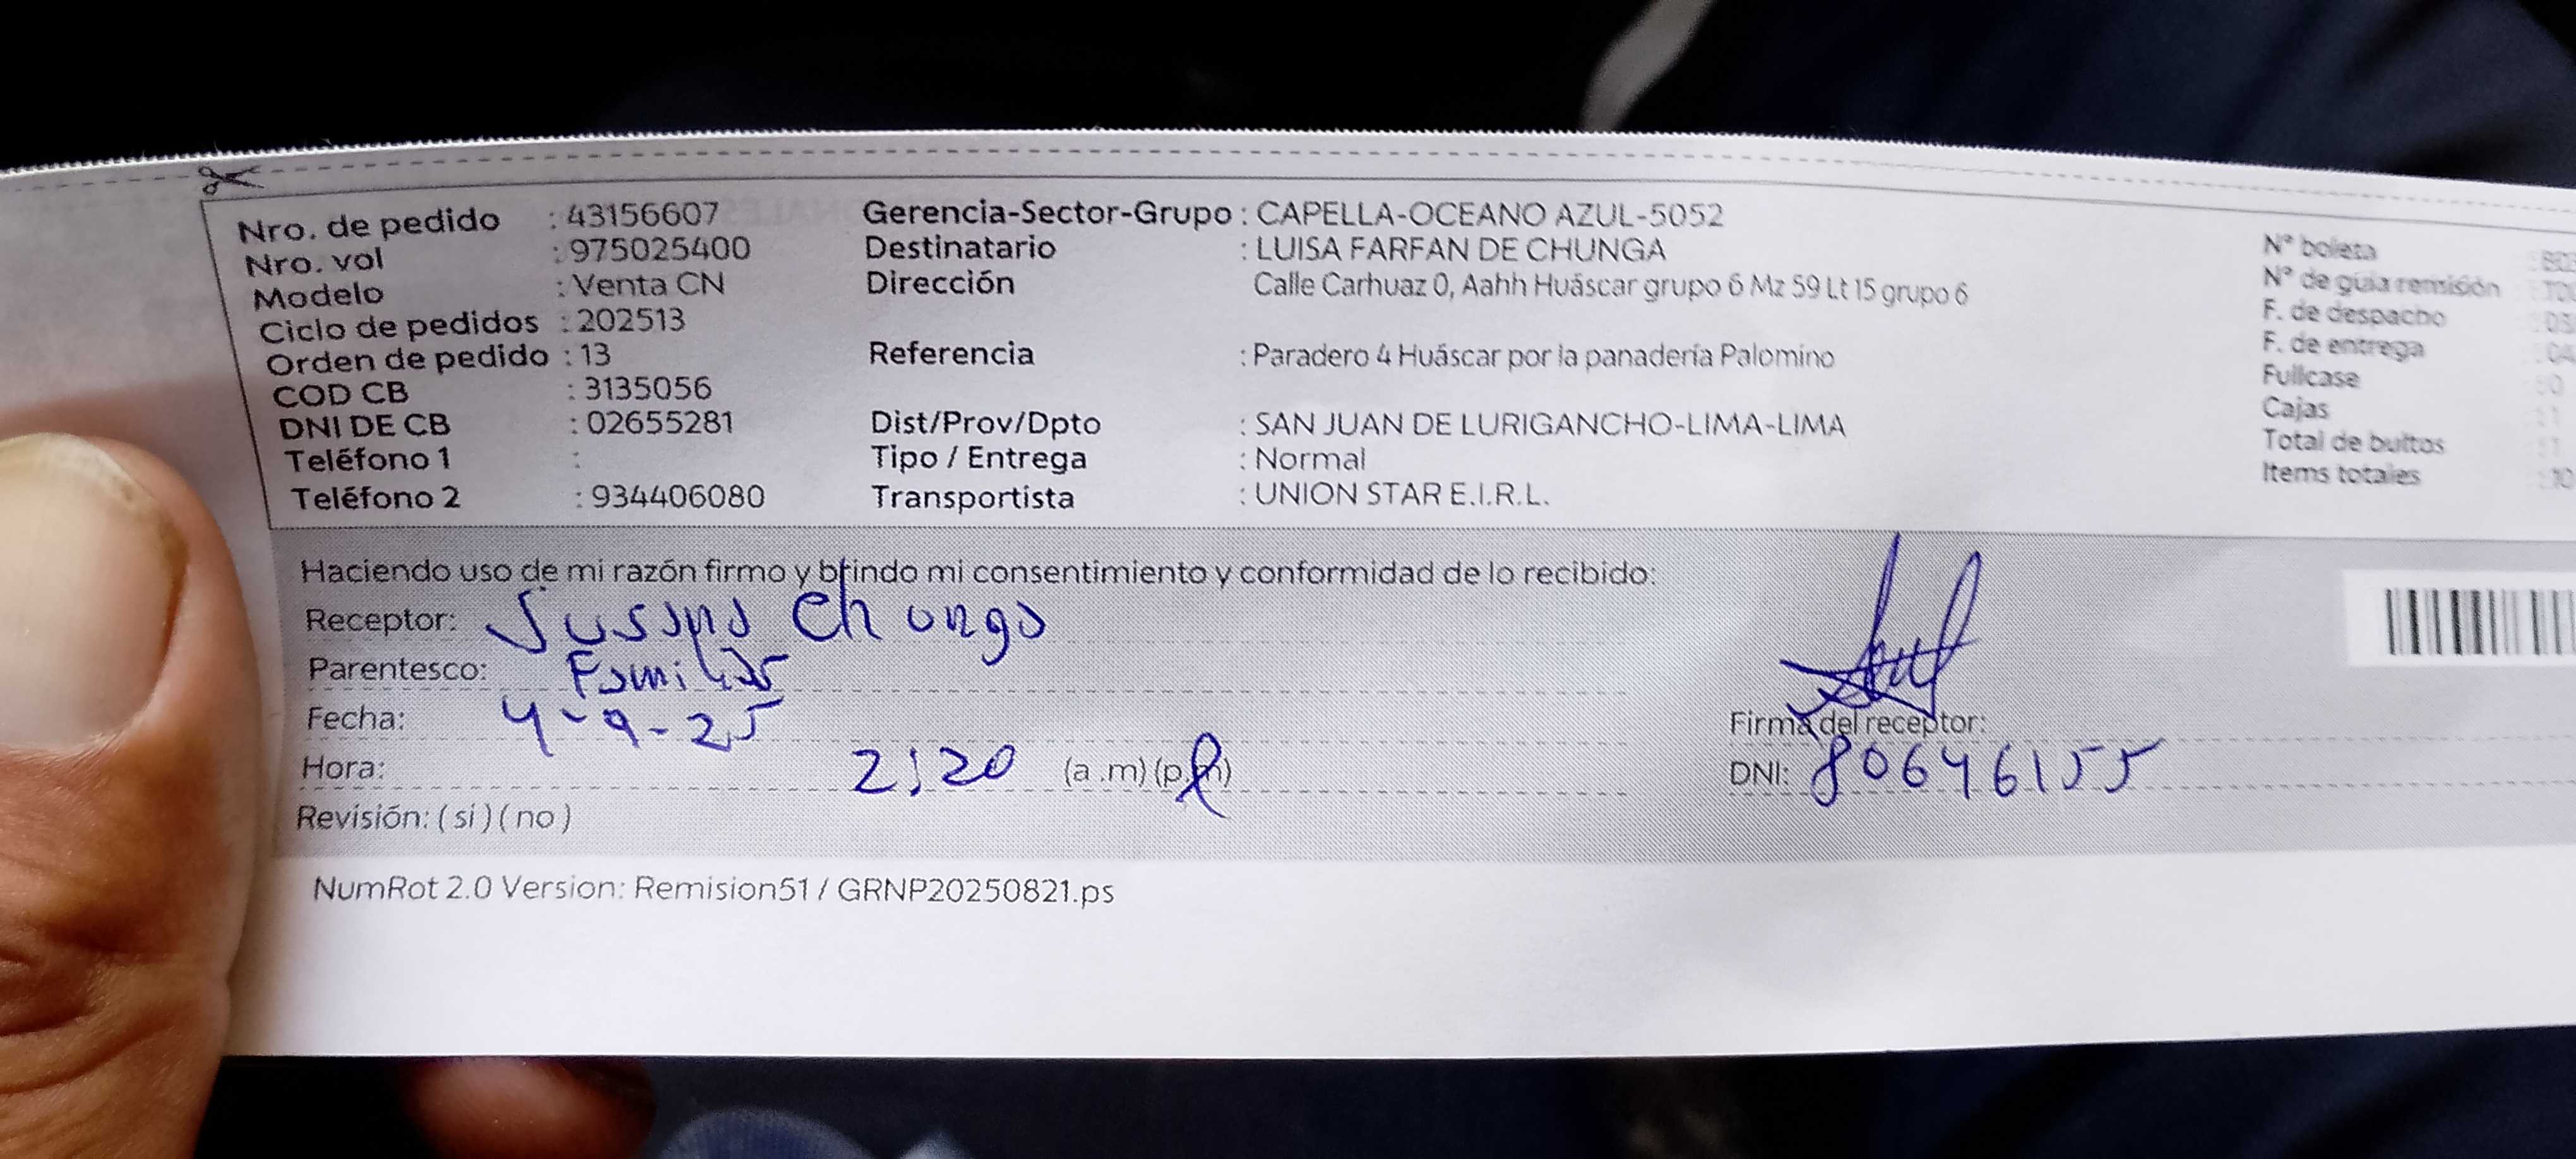 Nro. de pedido : 43156607
Nro. vol : 975025400
Modelo : Venta CN
Ciclo de pedidos : 202513
Orden de pedido : 13
COD CB : 3135056
DNI DE CB : 02655281
Teléfono 1 :
Teléfono 2 : 934406080
Gerencia-Sector-Grupo : CAPELLA-OCEANO AZUL-5052
Destinatario : LUISA FARFAN DE CHUNGA
Dirección Calle Carhuaz 0, Aahh Huáscar grupo 6 Mz 59 Lt 15 grupo 6
Referencia : Paradero 4 Huáscar por la panadería Palomino
Dist/Prov/Dpto : SAN JUAN DE LURIGANCHO-LIMA-LIMA
Tipo / Entrega : Normal
Transportista : UNION STAR E.I.R.L.
N° boleta
N° de guía remisión
F. de despacho
F. de entrega
Fullcase : 0
Cajas : 1
Total de bultos : 1
Items totales : 10
Haciendo uso de mi razón firmo y brindo mi consentimiento y conformidad de lo recibido:
Receptor: Susana Chunga
Parentesco: Familiar
Fecha: 4-9-25
Hora: 2:20 (a .m) (p.m)
Revisión: ( si ) ( no )
Firma del receptor:
DNI: 80646155
NumRot 2.0 Version: Remision51 / GRNP20250821.ps